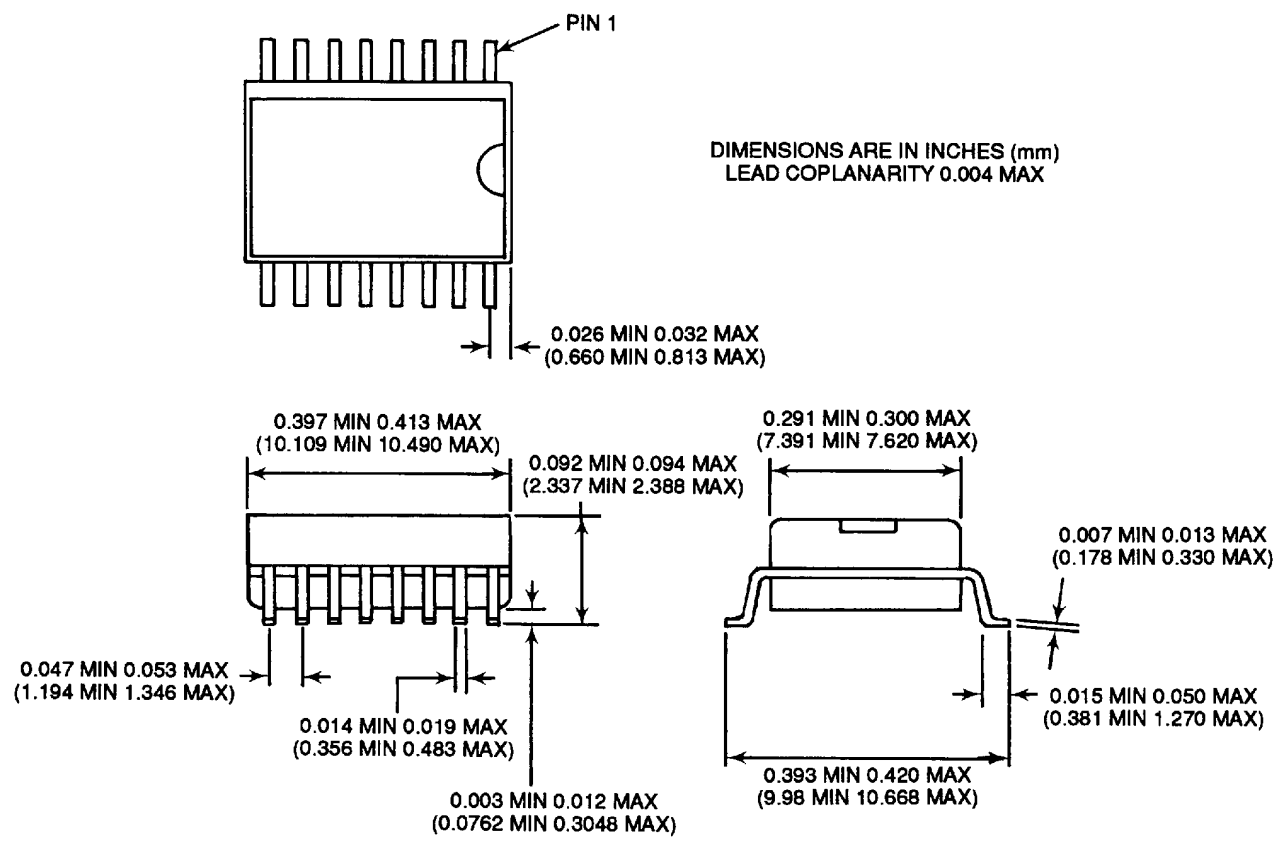 PIN 1
DIMENSIONS ARE IN INCHES (mm)
LEAD COPLANARITY 0.004 MAX
0.026 MIN 0.032 MAX
(0.660 MIN 0.813 MAX)
0.397 MIN 0.413 MAX
(10.109 MIN 10.490 MAX)
0.092 MIN 0.094 MAX
(2.337 MIN 2.388 MAX)
0.291 MIN 0.300 MAX
(7.391 MIN 7.620 MAX)
0.007 MIN 0.013 MAX
(0.178 MIN 0.330 MAX)
0.047 MIN 0.053 MAX
(1.194 MIN 1.346 MAX)
0.014 MIN 0.019 MAX
(0.356 MIN 0.483 MAX)
0.015 MIN 0.050 MAX
(0.381 MIN 1.270 MAX)
0.003 MIN 0.012 MAX
(0.0762 MIN 0.3048 MAX)
0.393 MIN 0.420 MAX
(9.98 MIN 10.668 MAX)